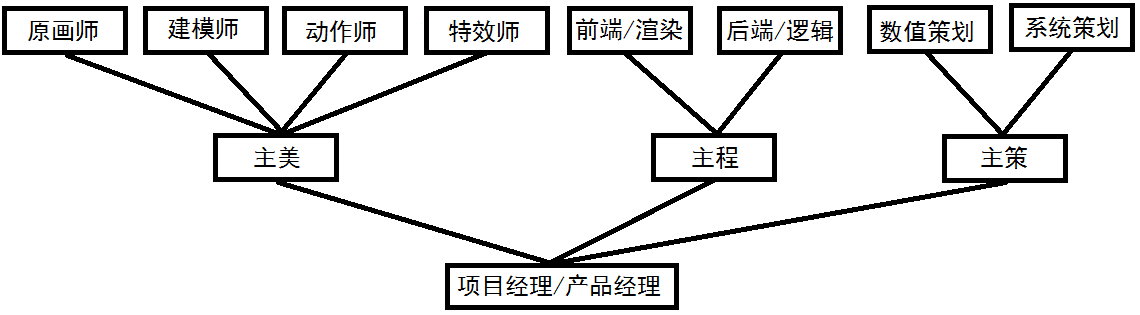 原画师
建模师
动作师
特效师
前端/渲染
后端/逻辑
数值策划
系统策划
主美
主程
主策
项目经理/产品经理